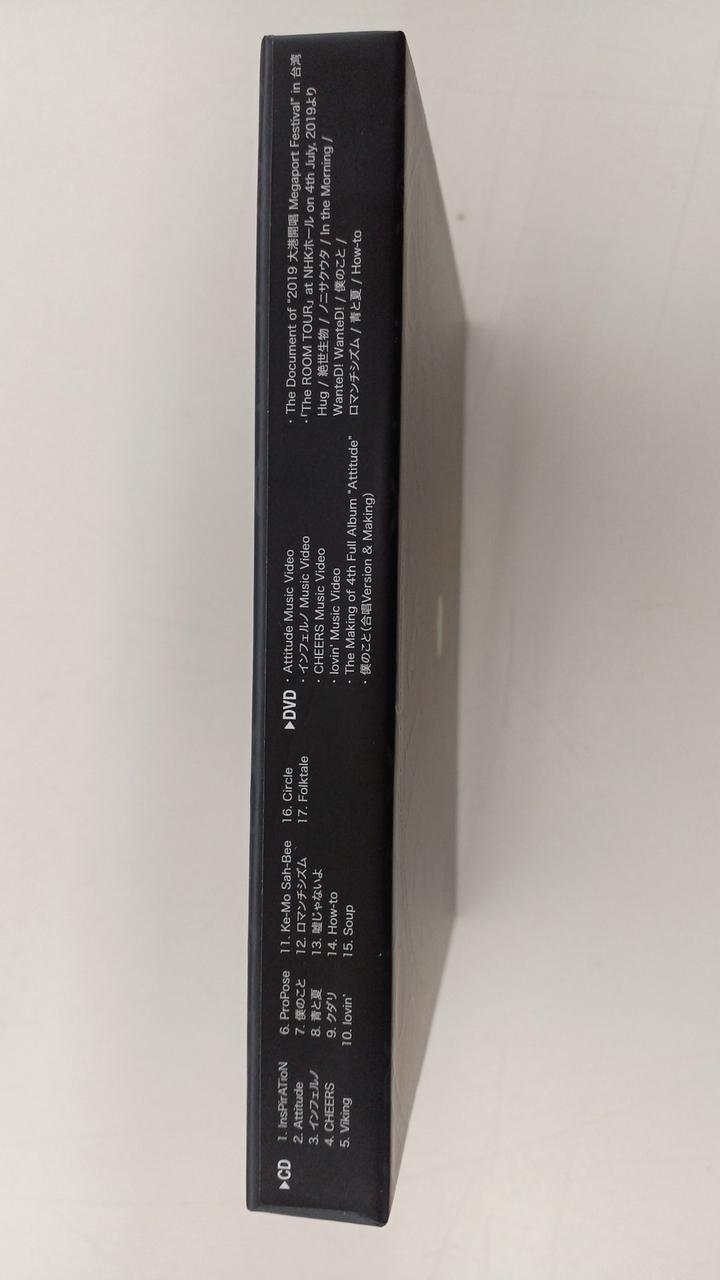 ▶CD
1. InsPirATioN
2. Attitude
3. インフェルノ
4. CHEERS
5. Viking
6. ProPose
7. 僕のこと
8. 青と夏
9. クダリ
10. lovin'
11. Ke-Mo Sah-Bee
12. ロマンチシズム
13. 嘘じゃないよ
14. How-to
15. Soup
16. Circle
17. Folktale
▶DVD
・Attitude Music Video
・インフェルノ Music Video
・CHEERS Music Video
・lovin' Music Video
・The Making of 4th Full Album "Attitude"
・僕のこと(合唱Version & Making)
・The Document of "2019 大港開唱 Megaport Festival" in 台湾
・「The ROOM TOUR」 at NHKホール on 4th July, 2019より
Hug / 絶世生物 / ノニサクウタ / In the Morning /
WanteD! WanteD! / 僕のこと /
ロマンチシズム / 青と夏 / How-to